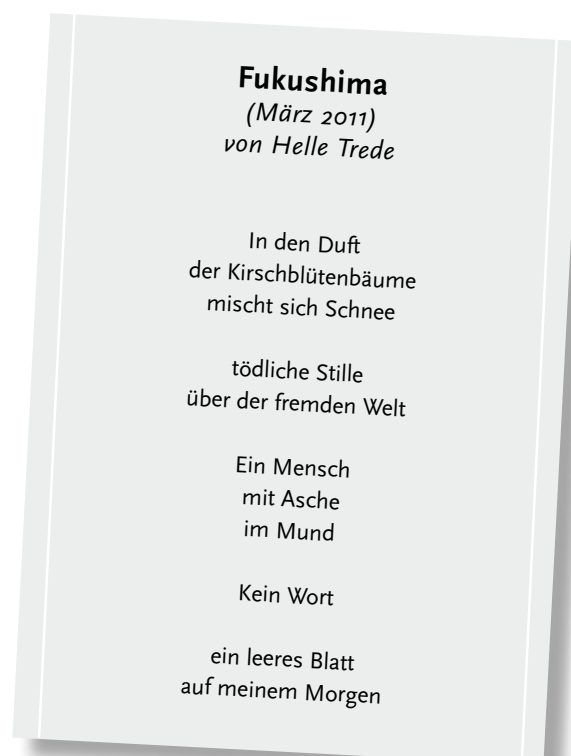 Fukushima
(März 2011)
von Helle Trede
In den Duft
der Kirschblütenbäume
mischt sich Schnee
tödliche Stille
über der fremden Welt
Ein Mensch
mit Asche
im Mund
Kein Wort
ein leeres Blatt
auf meinem Morgen